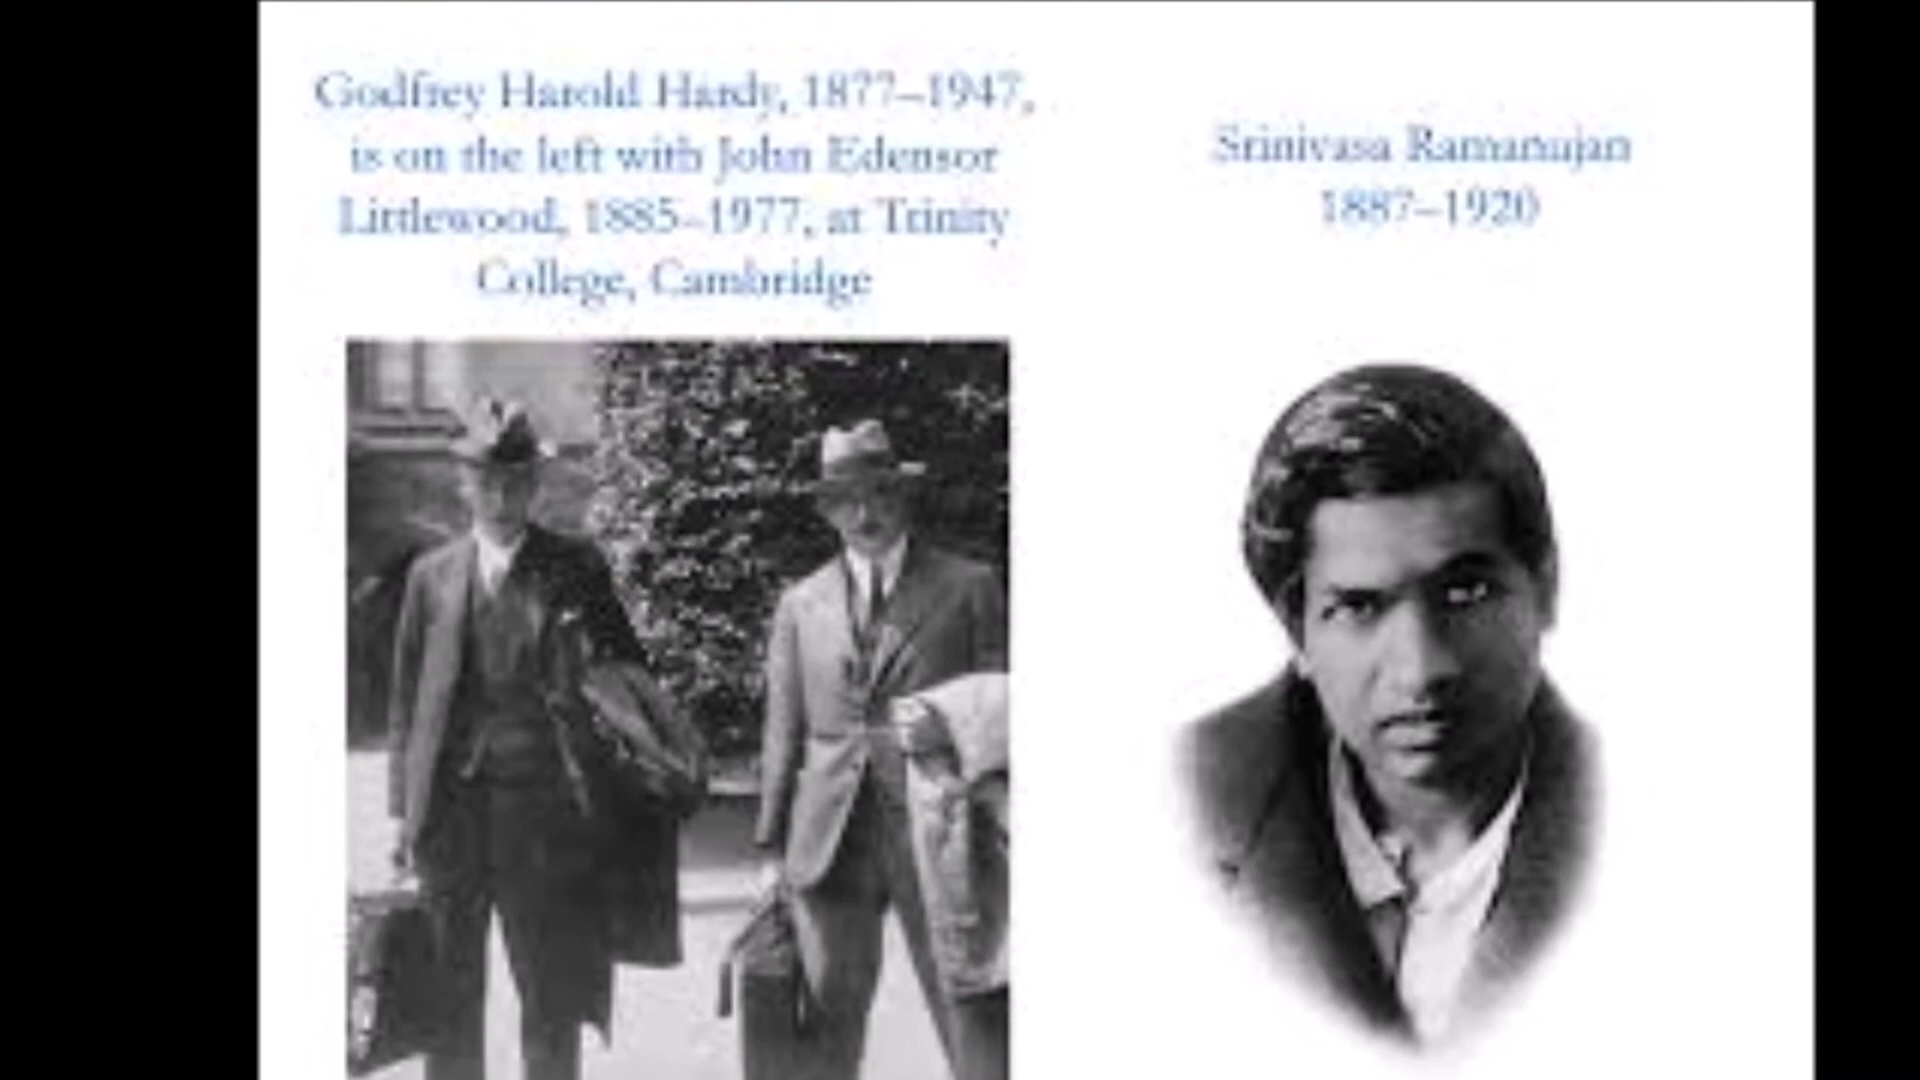 Godfrey Harold Hardy, 1877–1947,
is on the left with John Edensor
Littlewood, 1885–1977, at Trinity
College, Cambridge
Srinivasa Ramanujan
1887–1920